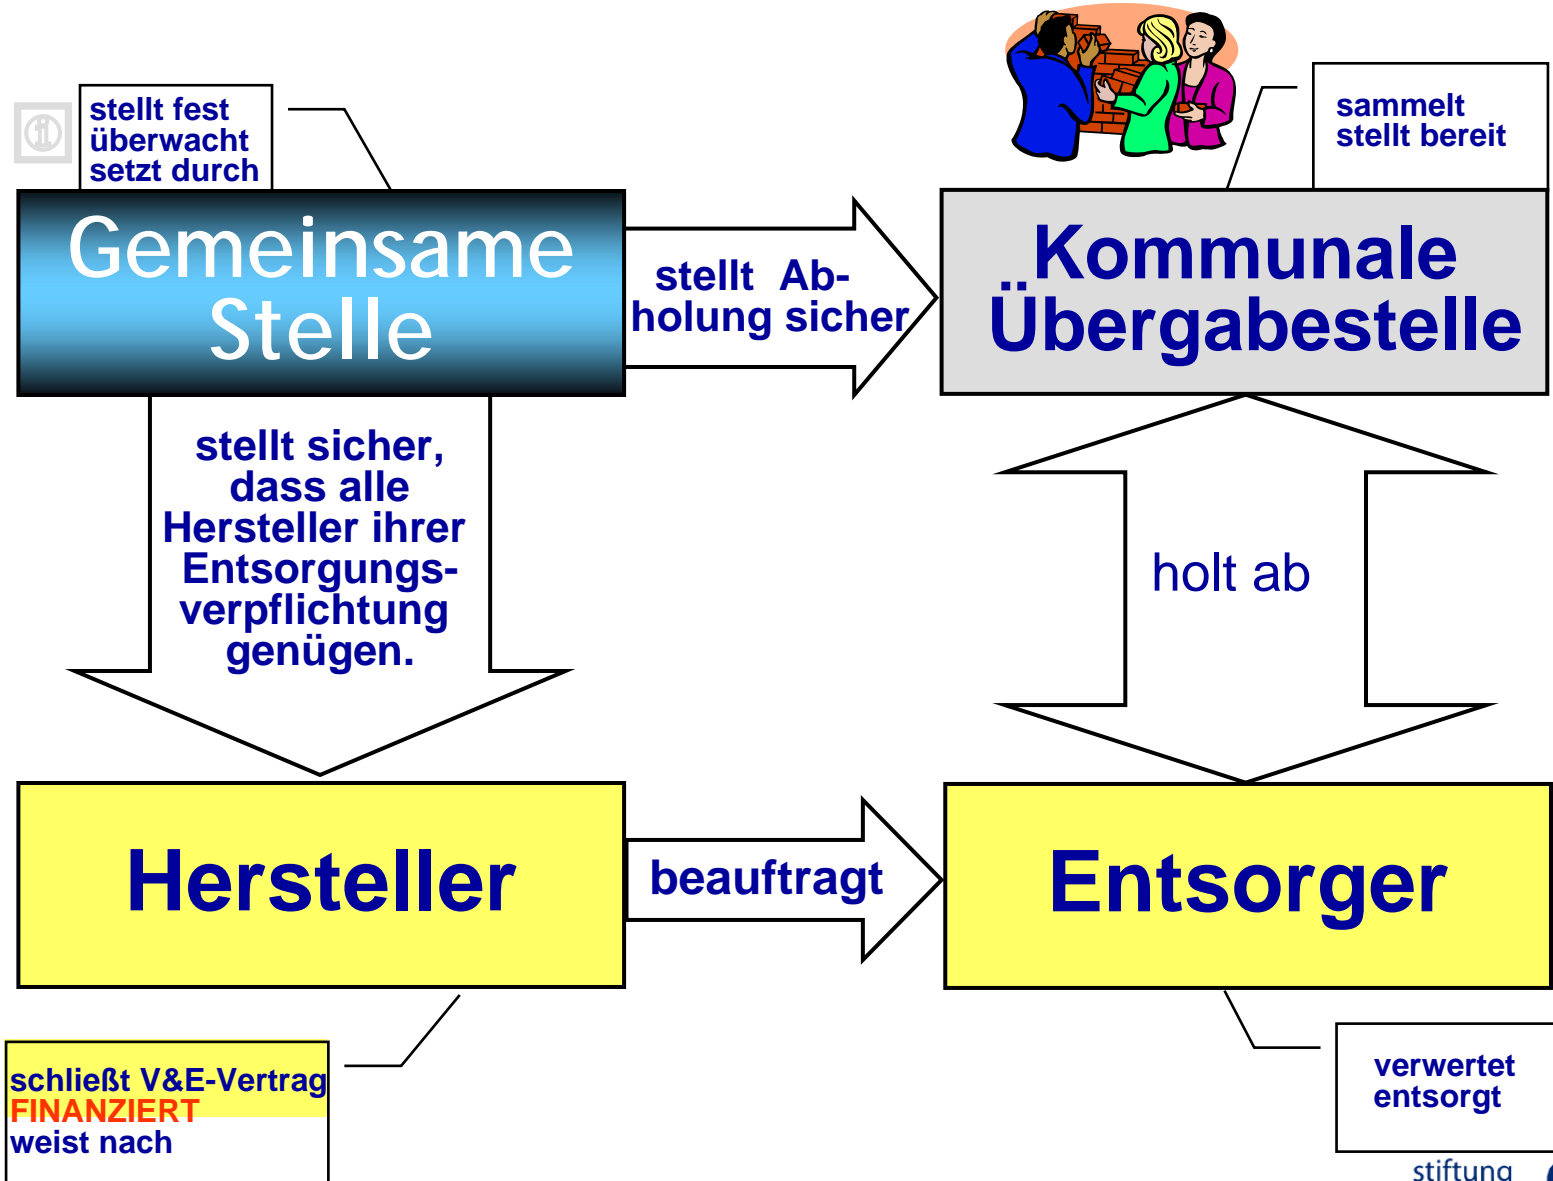 stellt fest
überwacht
setzt durch
sammelt
stellt bereit
Gemeinsame
Stelle
stellt Ab-
holung sicher
Kommunale
Übergabestelle
stellt sicher,
dass alle
Hersteller ihrer
Entsorgungs-
verpflichtung
genügen.
holt ab
Hersteller
beauftragt
Entsorger
schließt V&E-Vertrag
FINANZIERT
weist nach
verwertet
entsorgt
stiftung